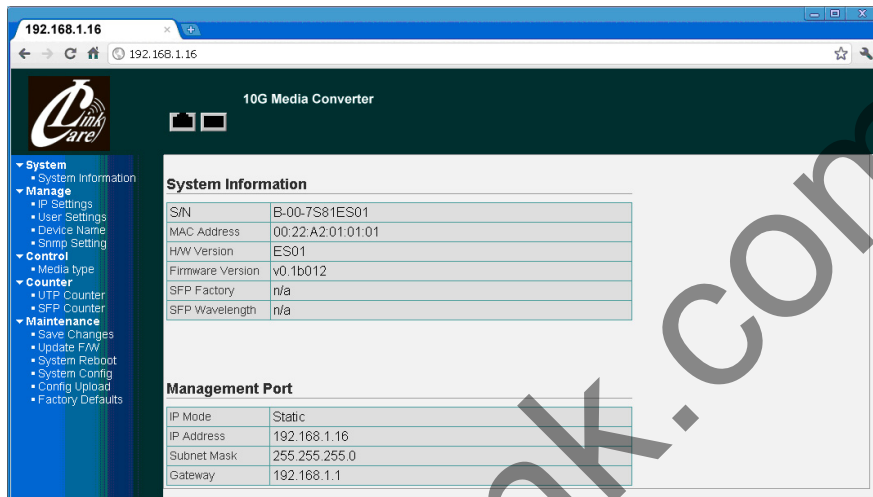 192.168.1.16
192.168.1.16
Link
Care
10G Media Converter
System
System Information
Manage
IP Settings
User Settings
Device Name
Snmp Setting
Control
Media type
Counter
UTP Counter
SFP Counter
Maintenance
Save Changes
Update F/W
System Reboot
System Config
Config Upload
Factory Defaults
System Information
S/N B-00-7S81ES01
MAC Address 00:22:A2:01:01:01
H/W Version ES01
Firmware Version v0.1b012
SFP Factory n/a
SFP Wavelength n/a
Management Port
IP Mode Static
IP Address 192.168.1.16
Subnet Mask 255.255.255.0
Gateway 192.168.1.1
nk.com